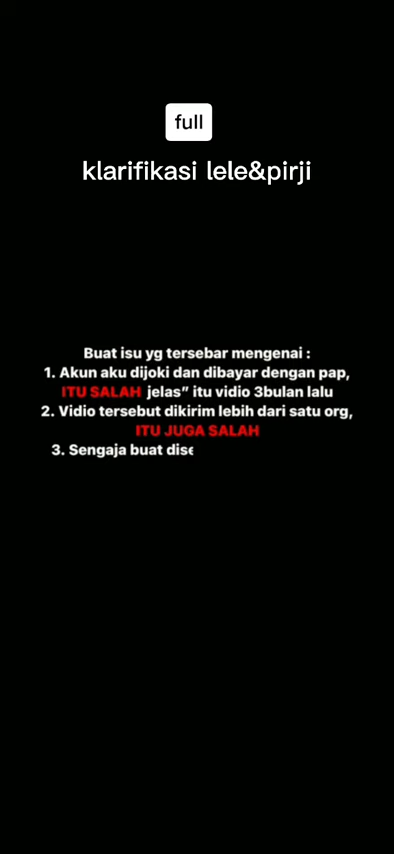 full
klarifikasi lele&pirji
Buat isu yg tersebar mengenai :
1. Akun aku dijoki dan dibayar dengan pap,
ITU SALAH jelas” itu vidio 3bulan lalu
2. Vidio tersebut dikirim lebih dari satu org,
ITU JUGA SALAH
3. Sengaja buat